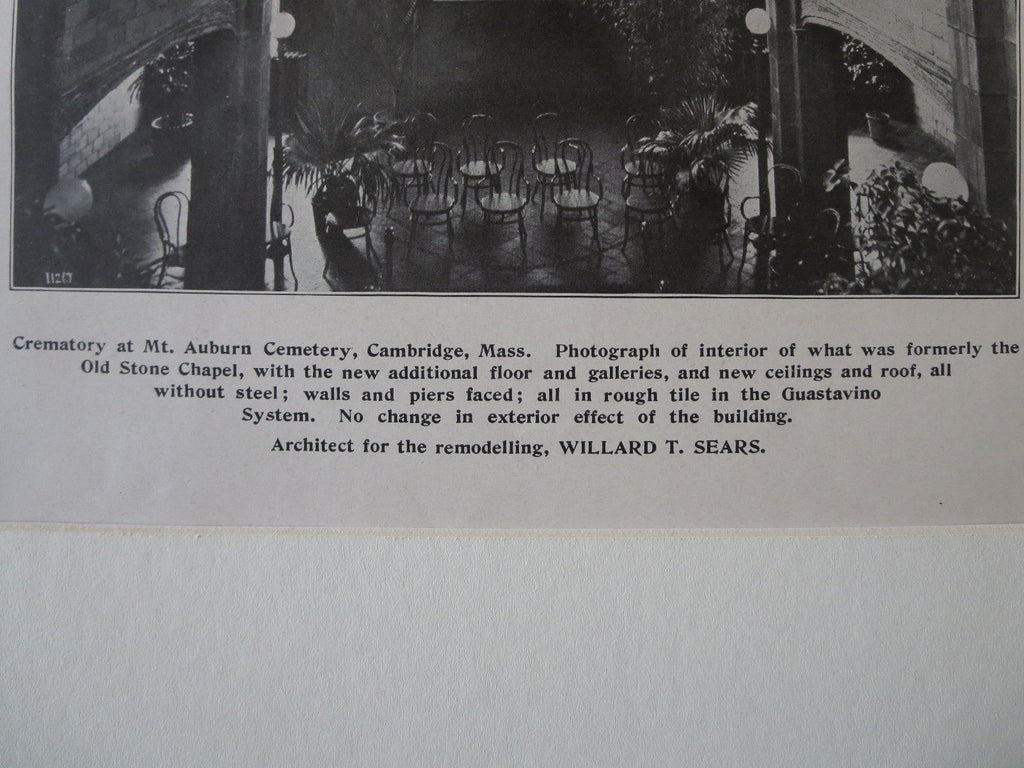 11267
Crematory at Mt. Auburn Cemetery, Cambridge, Mass. Photograph of interior of what was formerly the
Old Stone Chapel, with the new additional floor and galleries, and new ceilings and roof, all
without steel; walls and piers faced; all in rough tile in the Guastavino
System. No change in exterior effect of the building.
Architect for the remodelling, WILLARD T. SEARS.